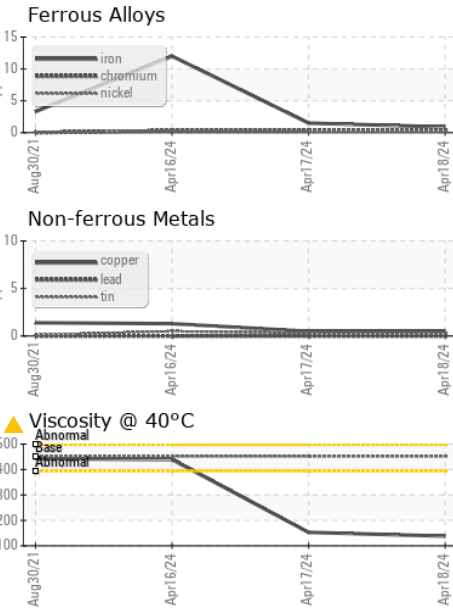 Ferrous Alloys
15
10
5
0
iron
chromium
nickel
Aug30/21
Apr16/24
Apr17/24
Apr18/24
Non-ferrous Metals
10
5
0
copper
lead
tin
Aug30/21
Apr16/24
Apr17/24
Apr18/24
Viscosity @ 40°C
Abnormal
Base
Abnormal
500
400
300
200
100
Aug30/21
Apr16/24
Apr17/24
Apr18/24